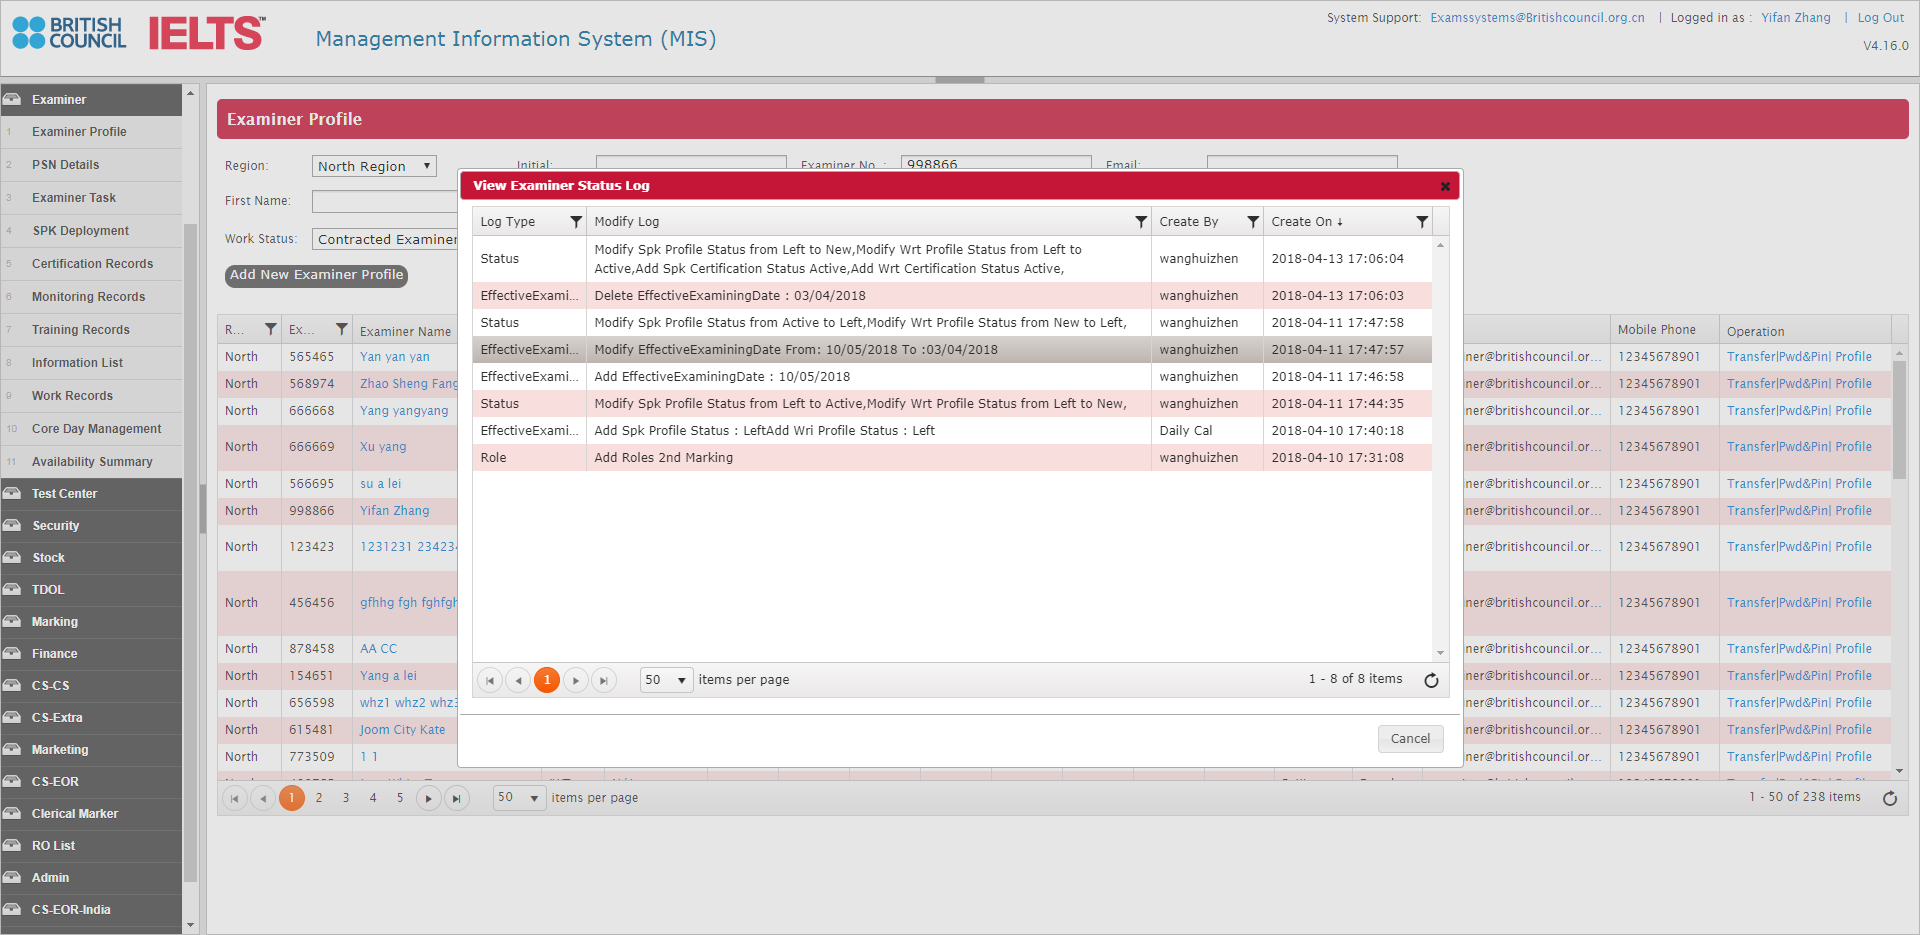 BRITISH
COUNCIL
IELTS™
Management Information System (MIS)
System Support: Examssystems@Britishcouncil.org.cn | Logged in as : Yifan Zhang | Log Out
V4.16.0
Examiner
1 Examiner Profile
2 PSN Details
3 Examiner Task
4 SPK Deployment
5 Certification Records
6 Monitoring Records
7 Training Records
8 Information List
9 Work Records
10 Core Day Management
11 Availability Summary
Test Center
Security
Stock
TDOL
Marking
Finance
CS-CS
CS-Extra
Marketing
CS-EOR
Clerical Marker
RO List
Admin
CS-EOR-India
Examiner Profile
Region: North Region Initial: Examiner No. : 998866 Email:
First Name:
Work Status: Contracted Examiner
Add New Examiner Profile
View Examiner Status Log
Log Type Modify Log Create By Create On ↓
Status Modify Spk Profile Status from Left to New,Modify Wrt Profile Status from Left to
Active,Add Spk Certification Status Active,Add Wrt Certification Status Active, wanghuizhen 2018-04-13 17:06:04
EffectiveExami... Delete EffectiveExaminingDate : 03/04/2018 wanghuizhen 2018-04-13 17:06:03
Status Modify Spk Profile Status from Active to Left,Modify Wrt Profile Status from New to Left, wanghuizhen 2018-04-11 17:47:58
EffectiveExami... Modify EffectiveExaminingDate From: 10/05/2018 To :03/04/2018 wanghuizhen 2018-04-11 17:47:57
EffectiveExami... Add EffectiveExaminingDate : 10/05/2018 wanghuizhen 2018-04-11 17:46:58
Status Modify Spk Profile Status from Left to Active,Modify Wrt Profile Status from Left to New, wanghuizhen 2018-04-11 17:44:35
EffectiveExami... Add Spk Profile Status : LeftAdd Wri Profile Status : Left Daily Cal 2018-04-10 17:40:18
Role Add Roles 2nd Marking wanghuizhen 2018-04-10 17:31:08
1 50 items per page 1 - 8 of 8 items
Cancel
R... Ex... Examiner Name Mobile Phone Operation
North 565465 Yan yan yan ner@britishcouncil.or... 12345678901 Transfer|Pwd&Pin| Profile
North 568974 Zhao Sheng Fang ner@britishcouncil.or... 12345678901 Transfer|Pwd&Pin| Profile
North 666668 Yang yangyang ner@britishcouncil.or... 12345678901 Transfer|Pwd&Pin| Profile
North 666669 Xu yang ner@britishcouncil.or... 12345678901 Transfer|Pwd&Pin| Profile
North 566695 su a lei ner@britishcouncil.or... 12345678901 Transfer|Pwd&Pin| Profile
North 998866 Yifan Zhang ner@britishcouncil.or... 12345678901 Transfer|Pwd&Pin| Profile
North 123423 1231231 234234 ner@britishcouncil.or... 12345678901 Transfer|Pwd&Pin| Profile
North 456456 gfhhg fgh fghfgh ner@britishcouncil.or... 12345678901 Transfer|Pwd&Pin| Profile
North 878458 AA CC ner@britishcouncil.or... 12345678901 Transfer|Pwd&Pin| Profile
North 154651 Yang a lei ner@britishcouncil.or... 12345678901 Transfer|Pwd&Pin| Profile
North 656598 whz1 whz2 whz3 ner@britishcouncil.or... 12345678901 Transfer|Pwd&Pin| Profile
North 615481 Joom City Kate ner@britishcouncil.or... 12345678901 Transfer|Pwd&Pin| Profile
North 773509 1 1 ner@britishcouncil.or... 12345678901 Transfer|Pwd&Pin| Profile
1 2 3 4 5 50 items per page 1 - 50 of 238 items